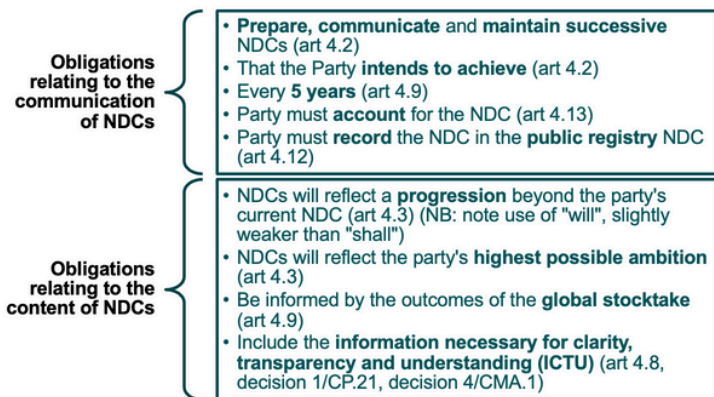 Obligations
relating to the
communication
of NDCs
• Prepare, communicate and maintain successive
NDCs (art 4.2)
• That the Party intends to achieve (art 4.2)
• Every 5 years (art 4.9)
• Party must account for the NDC (art 4.13)
• Party must record the NDC in the public registry NDC
(art 4.12)
Obligations
relating to the
content of NDCs
• NDCs will reflect a progression beyond the party's
current NDC (art 4.3) (NB: note use of "will", slightly
weaker than "shall")
• NDCs will reflect the party's highest possible ambition
(art 4.3)
• Be informed by the outcomes of the global stocktake
(art 4.9)
• Include the information necessary for clarity,
transparency and understanding (ICTU) (art 4.8,
decision 1/CP.21, decision 4/CMA.1)